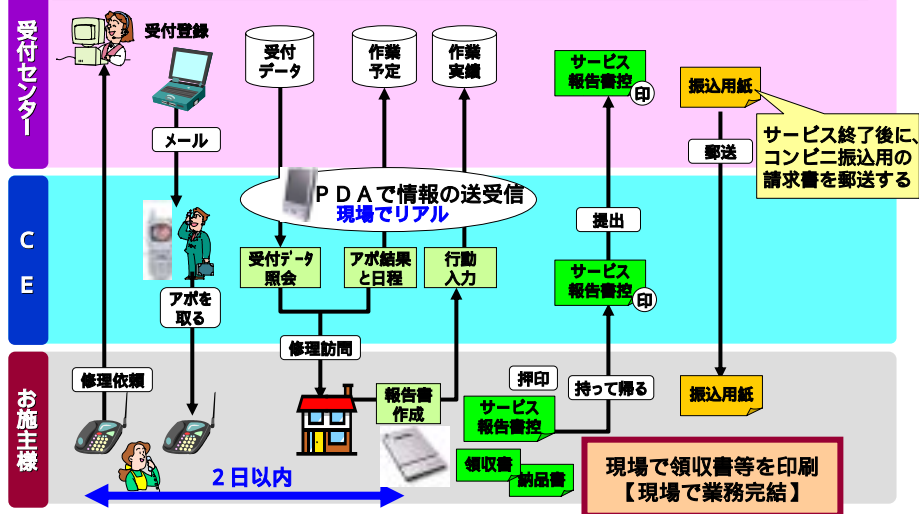 受付センター
受付登録
メール
受付
データ
作業
予定
作業
実績
サービス
報告書控
印
振込用紙
郵送
サービス終了後に、
コンビニ振込用の
請求書を郵送する
ＰＤＡで情報の送受信
現場でリアル
ＣＥ
アポを
取る
受付ﾃﾞｰﾀ
照会
アポ結果
と日程
行動
入力
提出
サービス
報告書控
印
修理訪問
お施主様
修理依頼
報告書
作成
押印
持って帰る
サービス
報告書控
領収書
納品書
振込用紙
２日以内
現場で領収書等を印刷
【現場で業務完結】